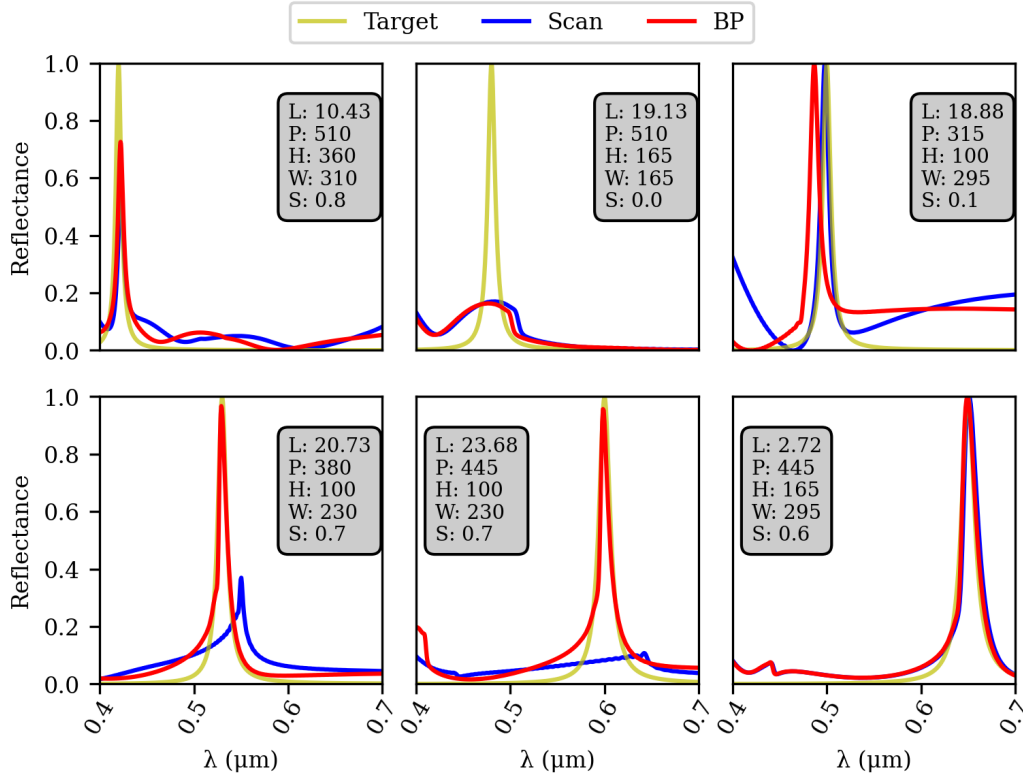 Target Scan BP
Reflectance
1.0
0.8
0.6
0.4
0.2
0.0
L: 10.43
P: 510
H: 360
W: 310
S: 0.8
L: 19.13
P: 510
H: 165
W: 165
S: 0.0
L: 18.88
P: 315
H: 100
W: 295
S: 0.1
Reflectance
1.0
0.8
0.6
0.4
0.2
0.0
L: 20.73
P: 380
H: 100
W: 230
S: 0.7
L: 23.68
P: 445
H: 100
W: 230
S: 0.7
L: 2.72
P: 445
H: 165
W: 295
S: 0.6
0.4 0.5 0.6 0.7 0.4 0.5 0.6 0.7 0.4 0.5 0.6 0.7
λ (μm) λ (μm) λ (μm)